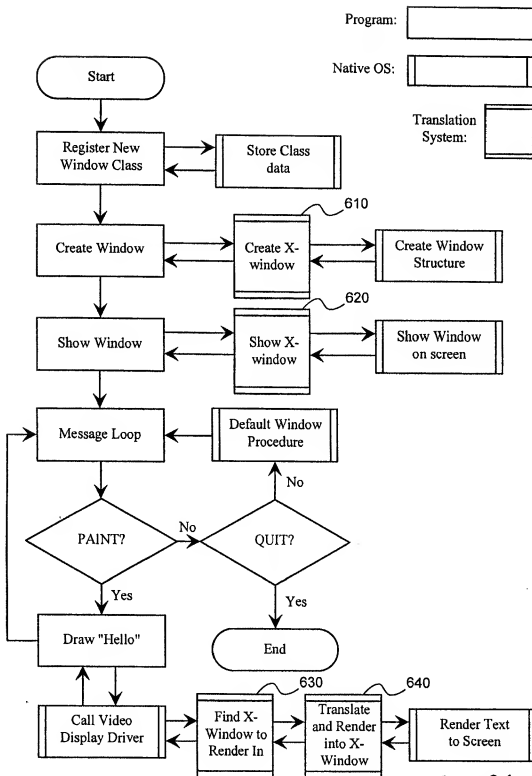 Program:
Native OS:
Translation
System:
Start
Register New
Window Class
Store Class
data
610
Create Window
Create X-
window
Create Window
Structure
620
Show Window
Show X-
window
Show Window
on screen
Message Loop
Default Window
Procedure
No
PAINT?
No
QUIT?
Yes
Yes
Draw "Hello"
End
630
640
Call Video
Display Driver
Find X-
Window to
Render In
Translate
and Render
into X-
Window
Render Text
to Screen